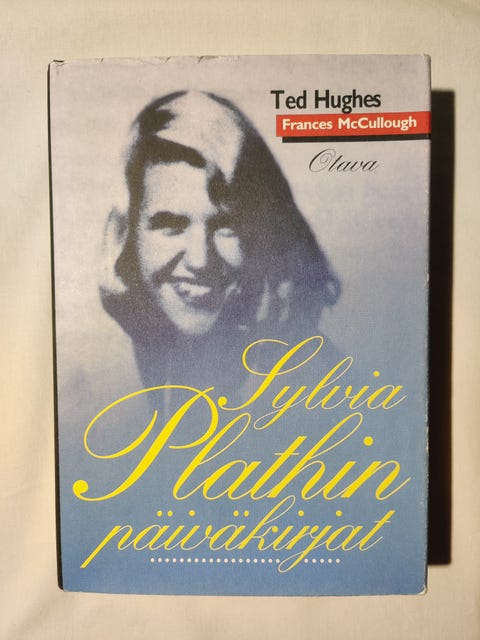 Ted Hughes
Frances McCullough
Otava
Sylvia
Plathin
päiväkirjat